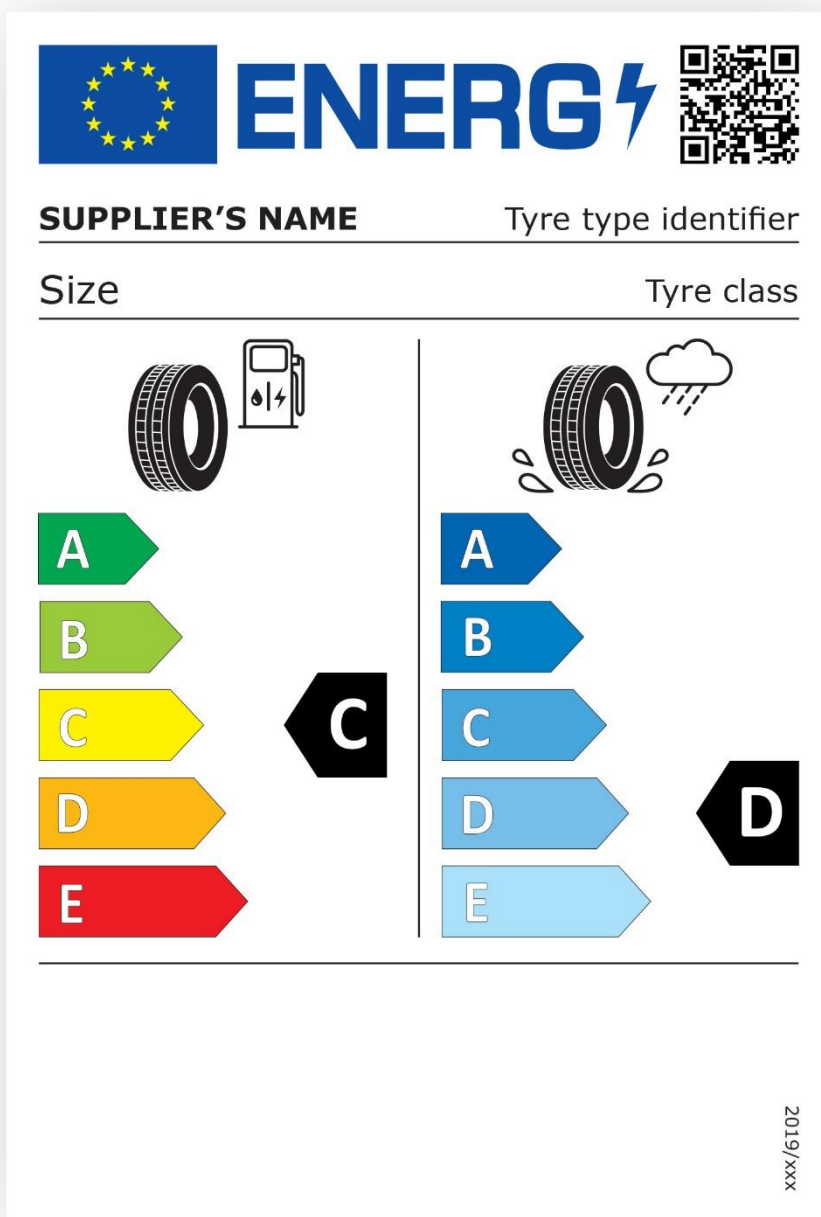 ENERG
SUPPLIER’S NAME Tyre type identifier
Size Tyre class
A A
B B
C C C
D D D
E E
2019/xxx